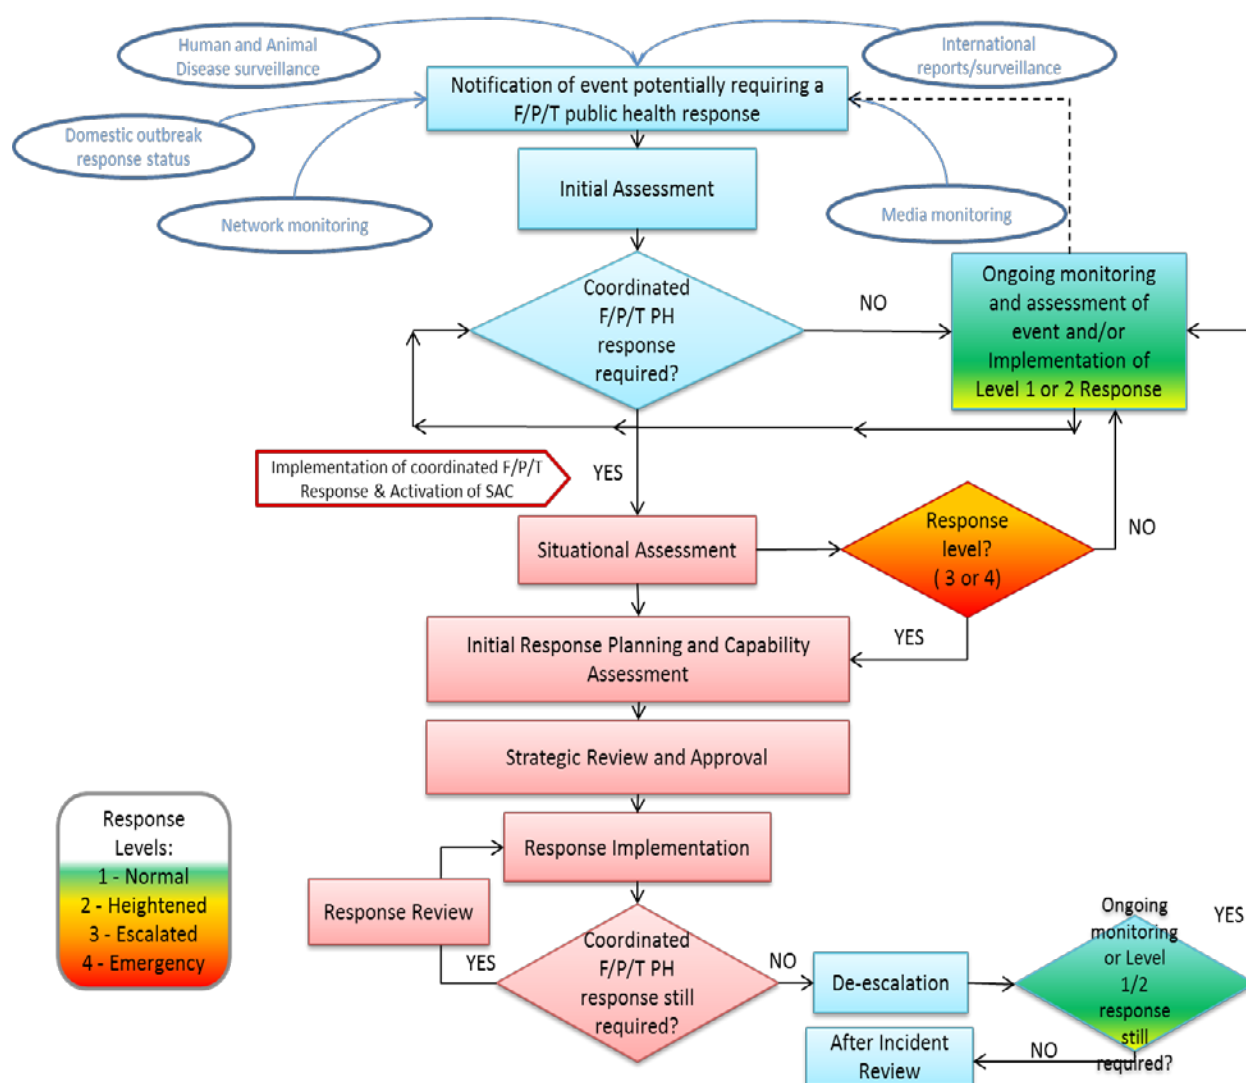 Human and Animal
Disease surveillance
International
reports/surveillance
Notification of event potentially requiring a
F/P/T public health response
Domestic outbreak
response status
Initial Assessment
Network monitoring
Media monitoring
Coordinated
F/P/T PH
response
required?
NO
Ongoing monitoring
and assessment of
event and/or
Implementation of
Level 1 or 2 Response
Implementation of coordinated F/P/T
Response & Activation of SAC
YES
Situational Assessment
Response
level?
( 3 or 4)
NO
YES
Initial Response Planning and Capability
Assessment
Strategic Review and Approval
Response
Levels:
1 - Normal
2 - Heightened
3 - Escalated
4 - Emergency
Response Implementation
Response Review
YES
Coordinated
F/P/T PH
response still
required?
NO
De-escalation
Ongoing
monitoring
or Level
1/2
response
still
required?
YES
NO
After Incident
Review